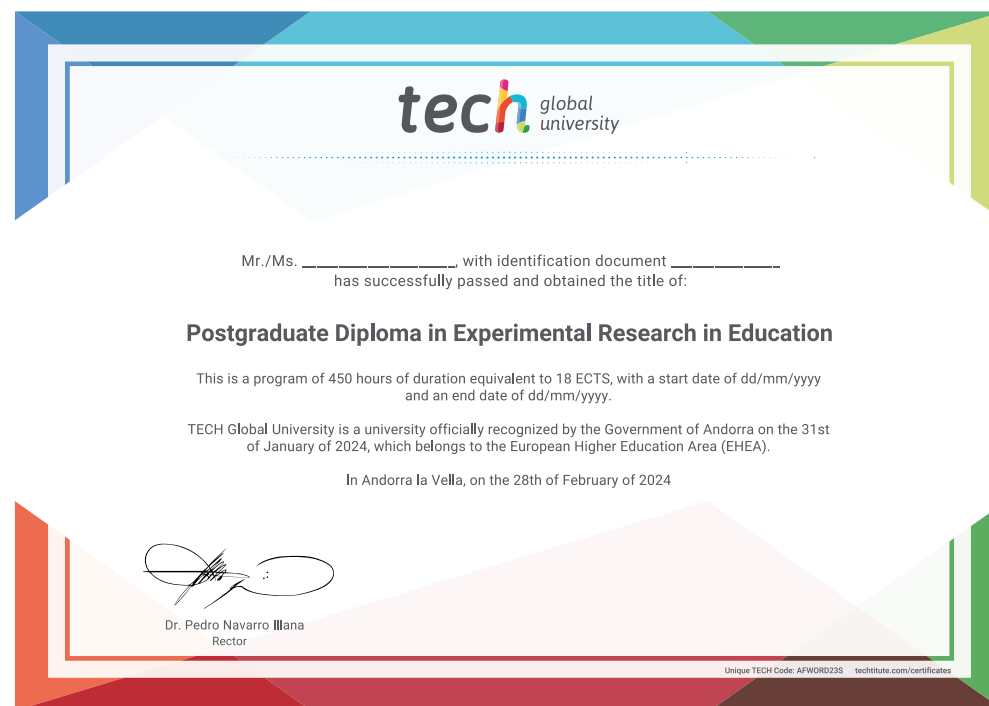 tech global university
Mr./Ms. ____________________, with identification document ______________
has successfully passed and obtained the title of:
Postgraduate Diploma in Experimental Research in Education
This is a program of 450 hours of duration equivalent to 18 ECTS, with a start date of dd/mm/yyyy
and an end date of dd/mm/yyyy.
TECH Global University is a university officially recognized by the Government of Andorra on the 31st
of January of 2024, which belongs to the European Higher Education Area (EHEA).
In Andorra la Vella, on the 28th of February of 2024
Dr. Pedro Navarro Illana
Rector
Unique TECH Code: AFWORD23S techtitute.com/certificates